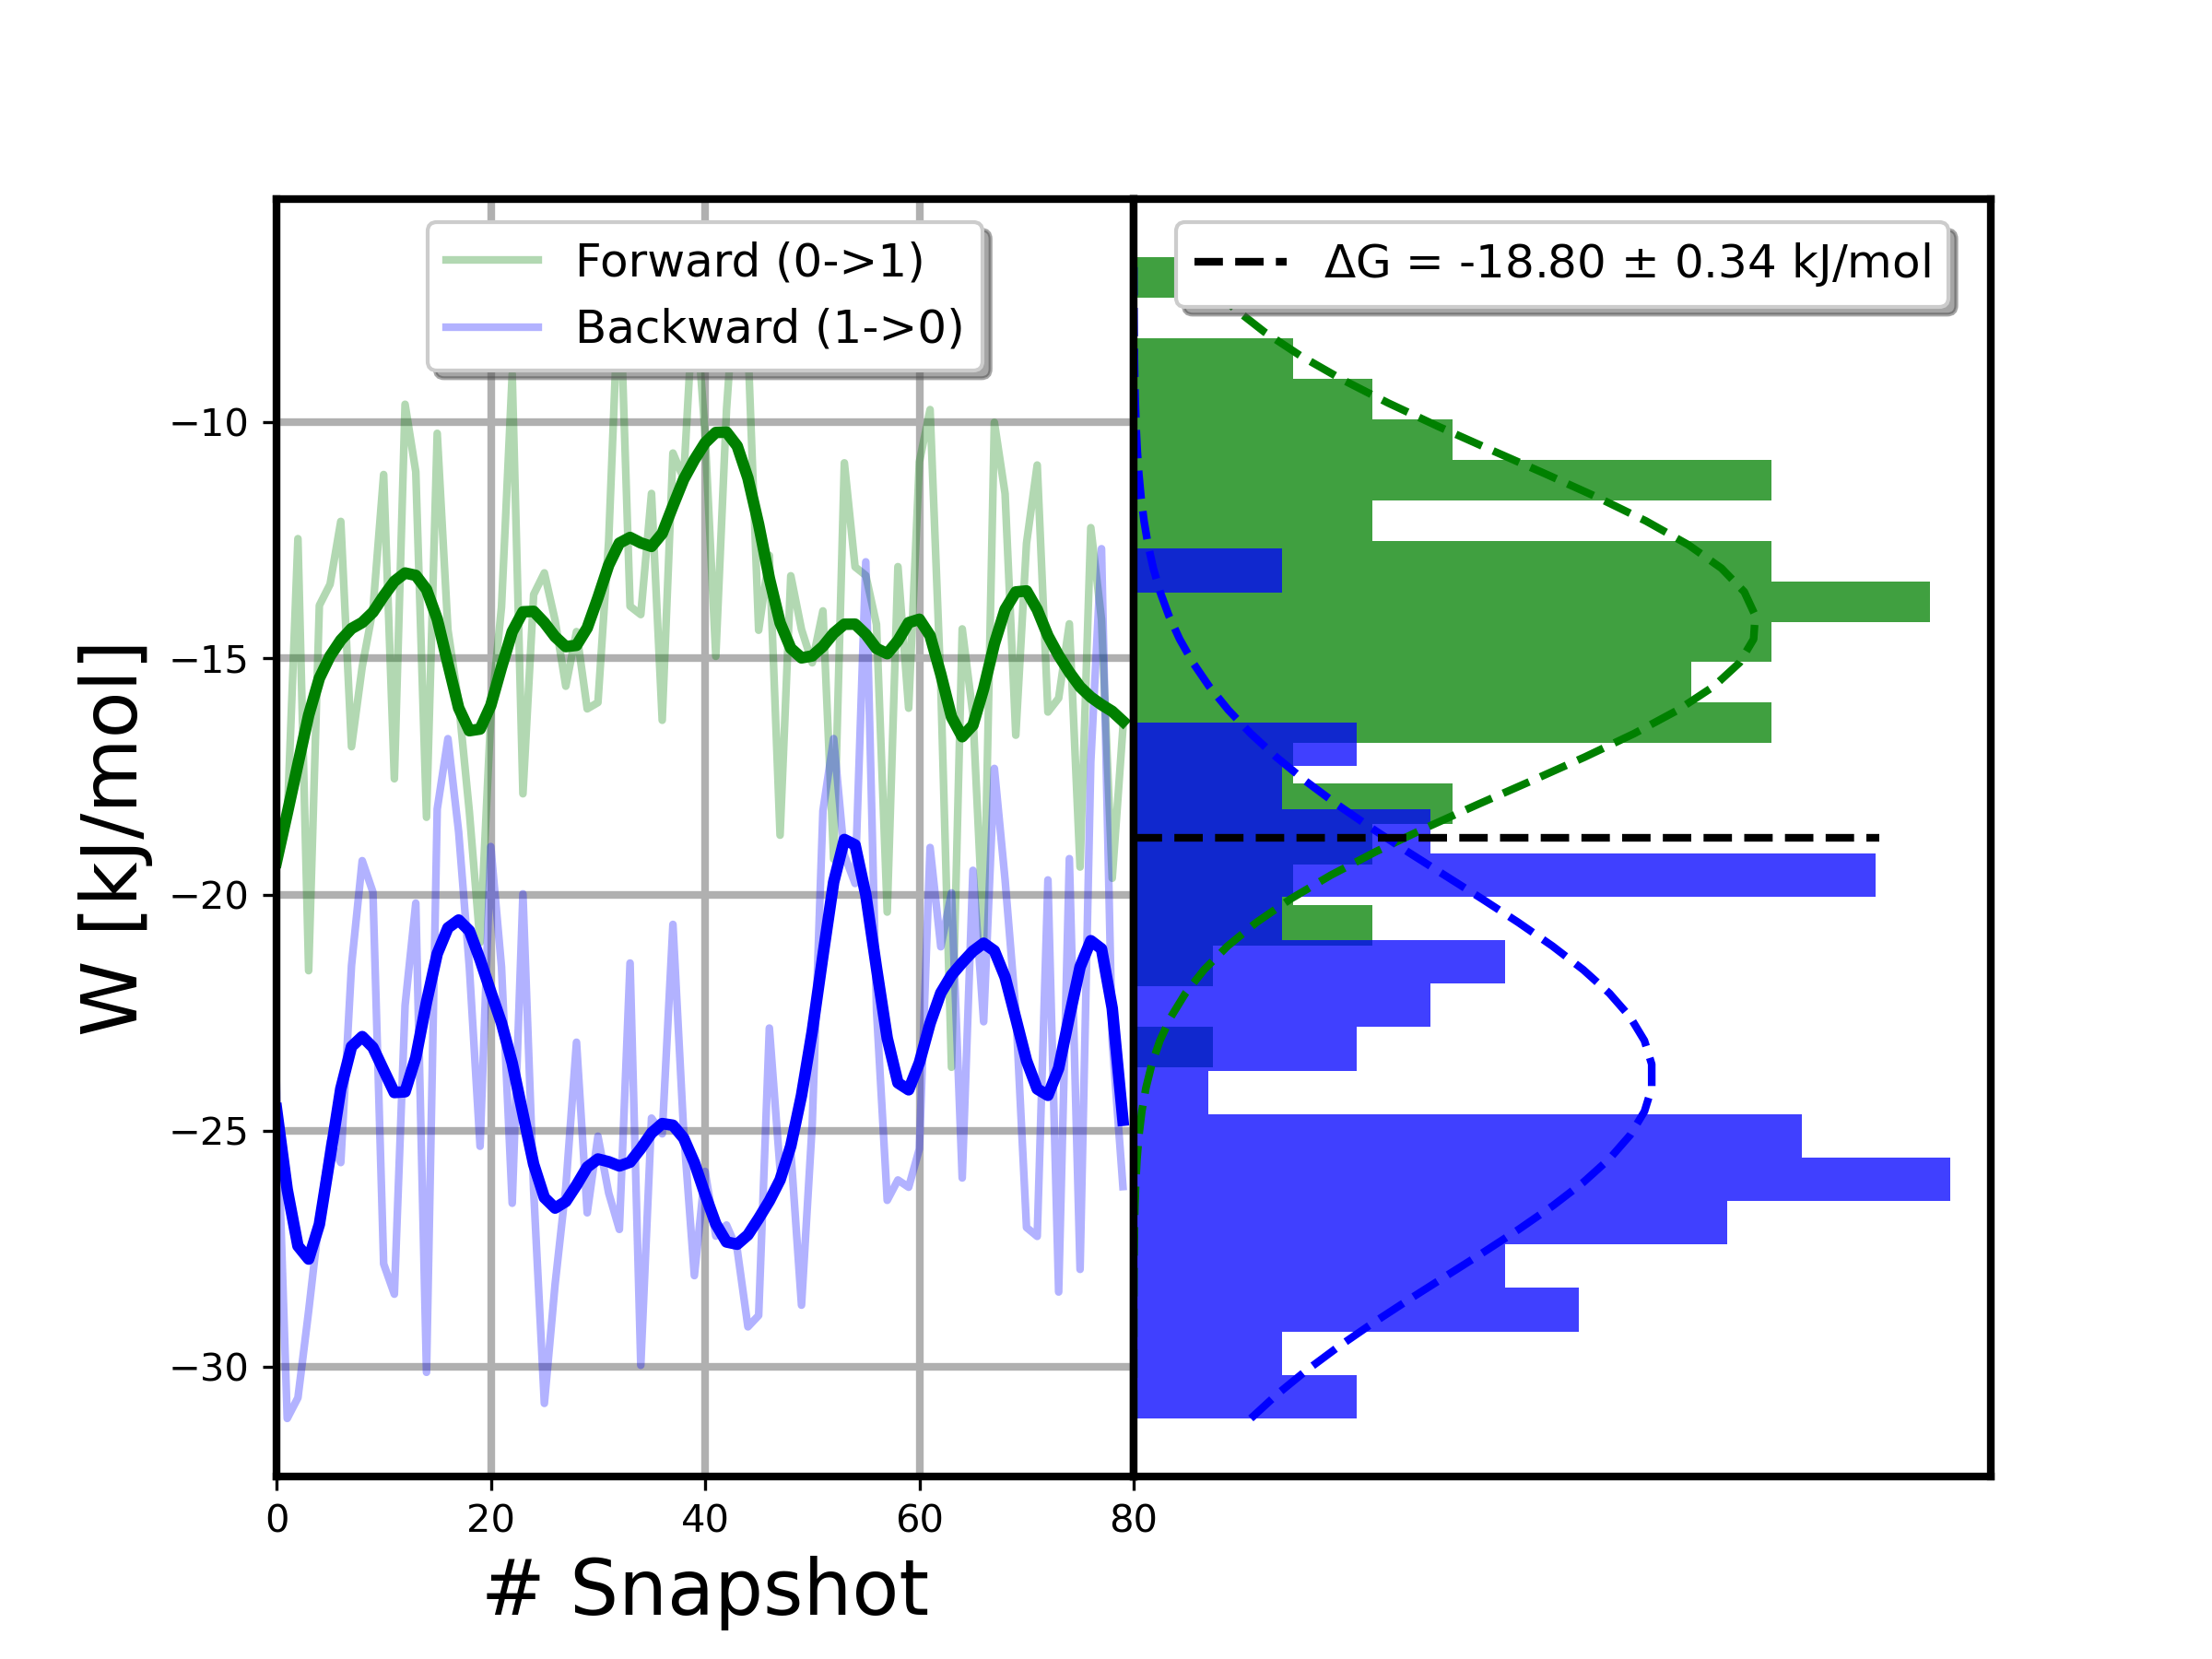 Forward (0->1)
Backward (1->0)
ΔG = -18.80 ± 0.34 kJ/mol
W [kJ/mol]
−10
−15
−20
−25
−30
0 20 40 60 80
# Snapshot